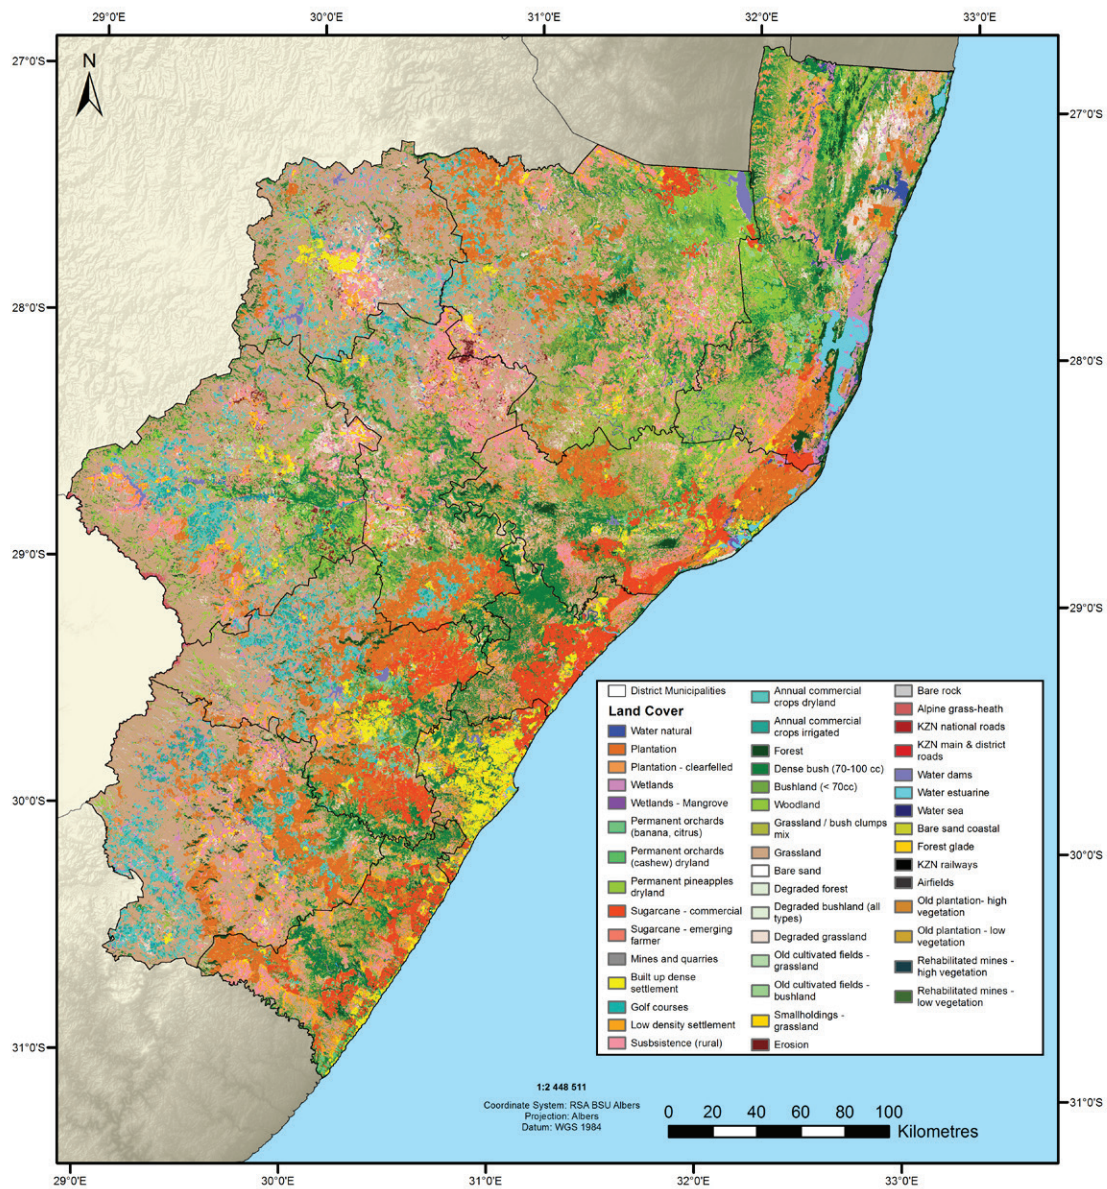 29°0'E 30°0'E 31°0'E 32°0'E 33°0'E
27°0'S
N
27°0'S
28°0'S
28°0'S
29°0'S
29°0'S
30°0'S
30°0'S
31°0'S
31°0'S
District Municipalities
Land Cover
Water natural
Plantation
Plantation - clearfelled
Wetlands
Wetlands - Mangrove
Permanent orchards
(banana, citrus)
Permanent orchards
(cashew) dryland
Permanent pineapples
dryland
Sugarcane - commercial
Sugarcane - emerging
farmer
Mines and quarries
Built up dense
settlement
Golf courses
Low density settlement
Susbsistence (rural)
Annual commercial
crops dryland
Annual commercial
crops irrigated
Forest
Dense bush (70-100 cc)
Bushland (< 70cc)
Woodland
Grassland / bush clumps
mix
Grassland
Bare sand
Degraded forest
Degraded bushland (all
types)
Degraded grassland
Old cultivated fields -
grassland
Old cultivated fields -
bushland
Smallholdings -
grassland
Erosion
Bare rock
Alpine grass-heath
KZN national roads
KZN main & district
roads
Water dams
Water estuarine
Water sea
Bare sand coastal
Forest glade
KZN railways
Airfields
Old plantation- high
vegetation
Old plantation - low
vegetation
Rehabilitated mines -
high vegetation
Rehabilitated mines -
low vegetation
1:2 448 511
Coordinate System: RSA BSU Albers
Projection: Albers
Datum: WGS 1984
0 20 40 60 80 100
Kilometres
29°0'E 30°0'E 31°0'E 32°0'E 33°0'E